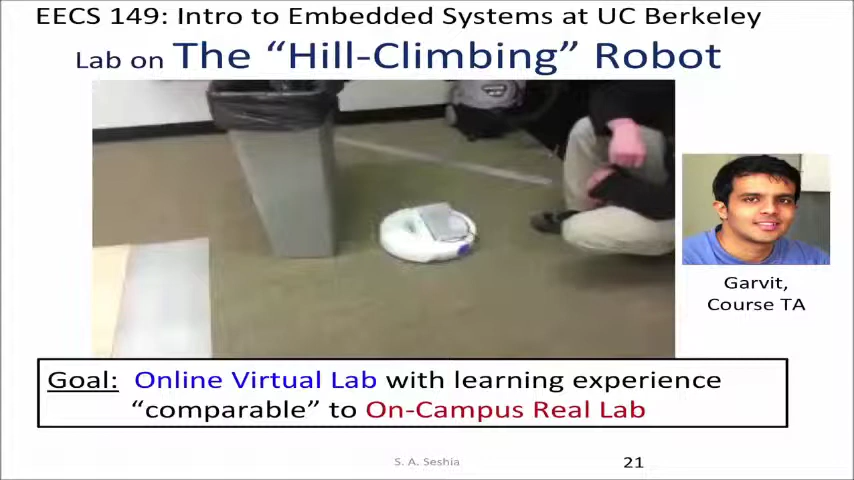 EECS 149: Intro to Embedded Systems at UC Berkeley
Lab on The “Hill-Climbing” Robot
Garvit,
Course TA
Goal: Online Virtual Lab with learning experience
“comparable” to On-Campus Real Lab
S. A. Seshia
21